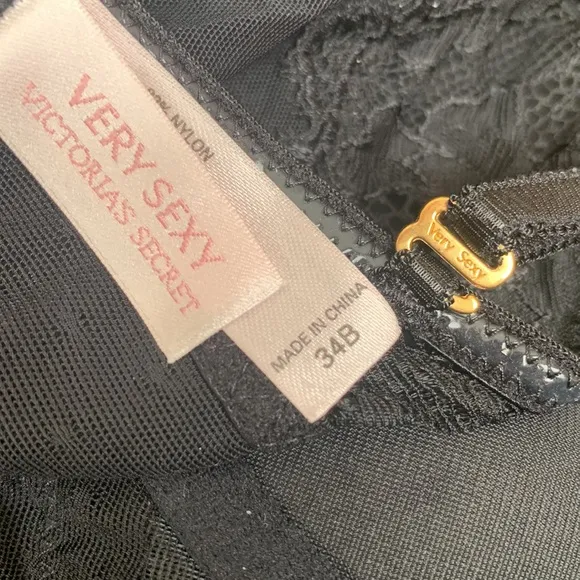 VERY SEXY
VICTORIA'S SECRET
NYLON
MADE IN CHINA
34B
Very Sexy